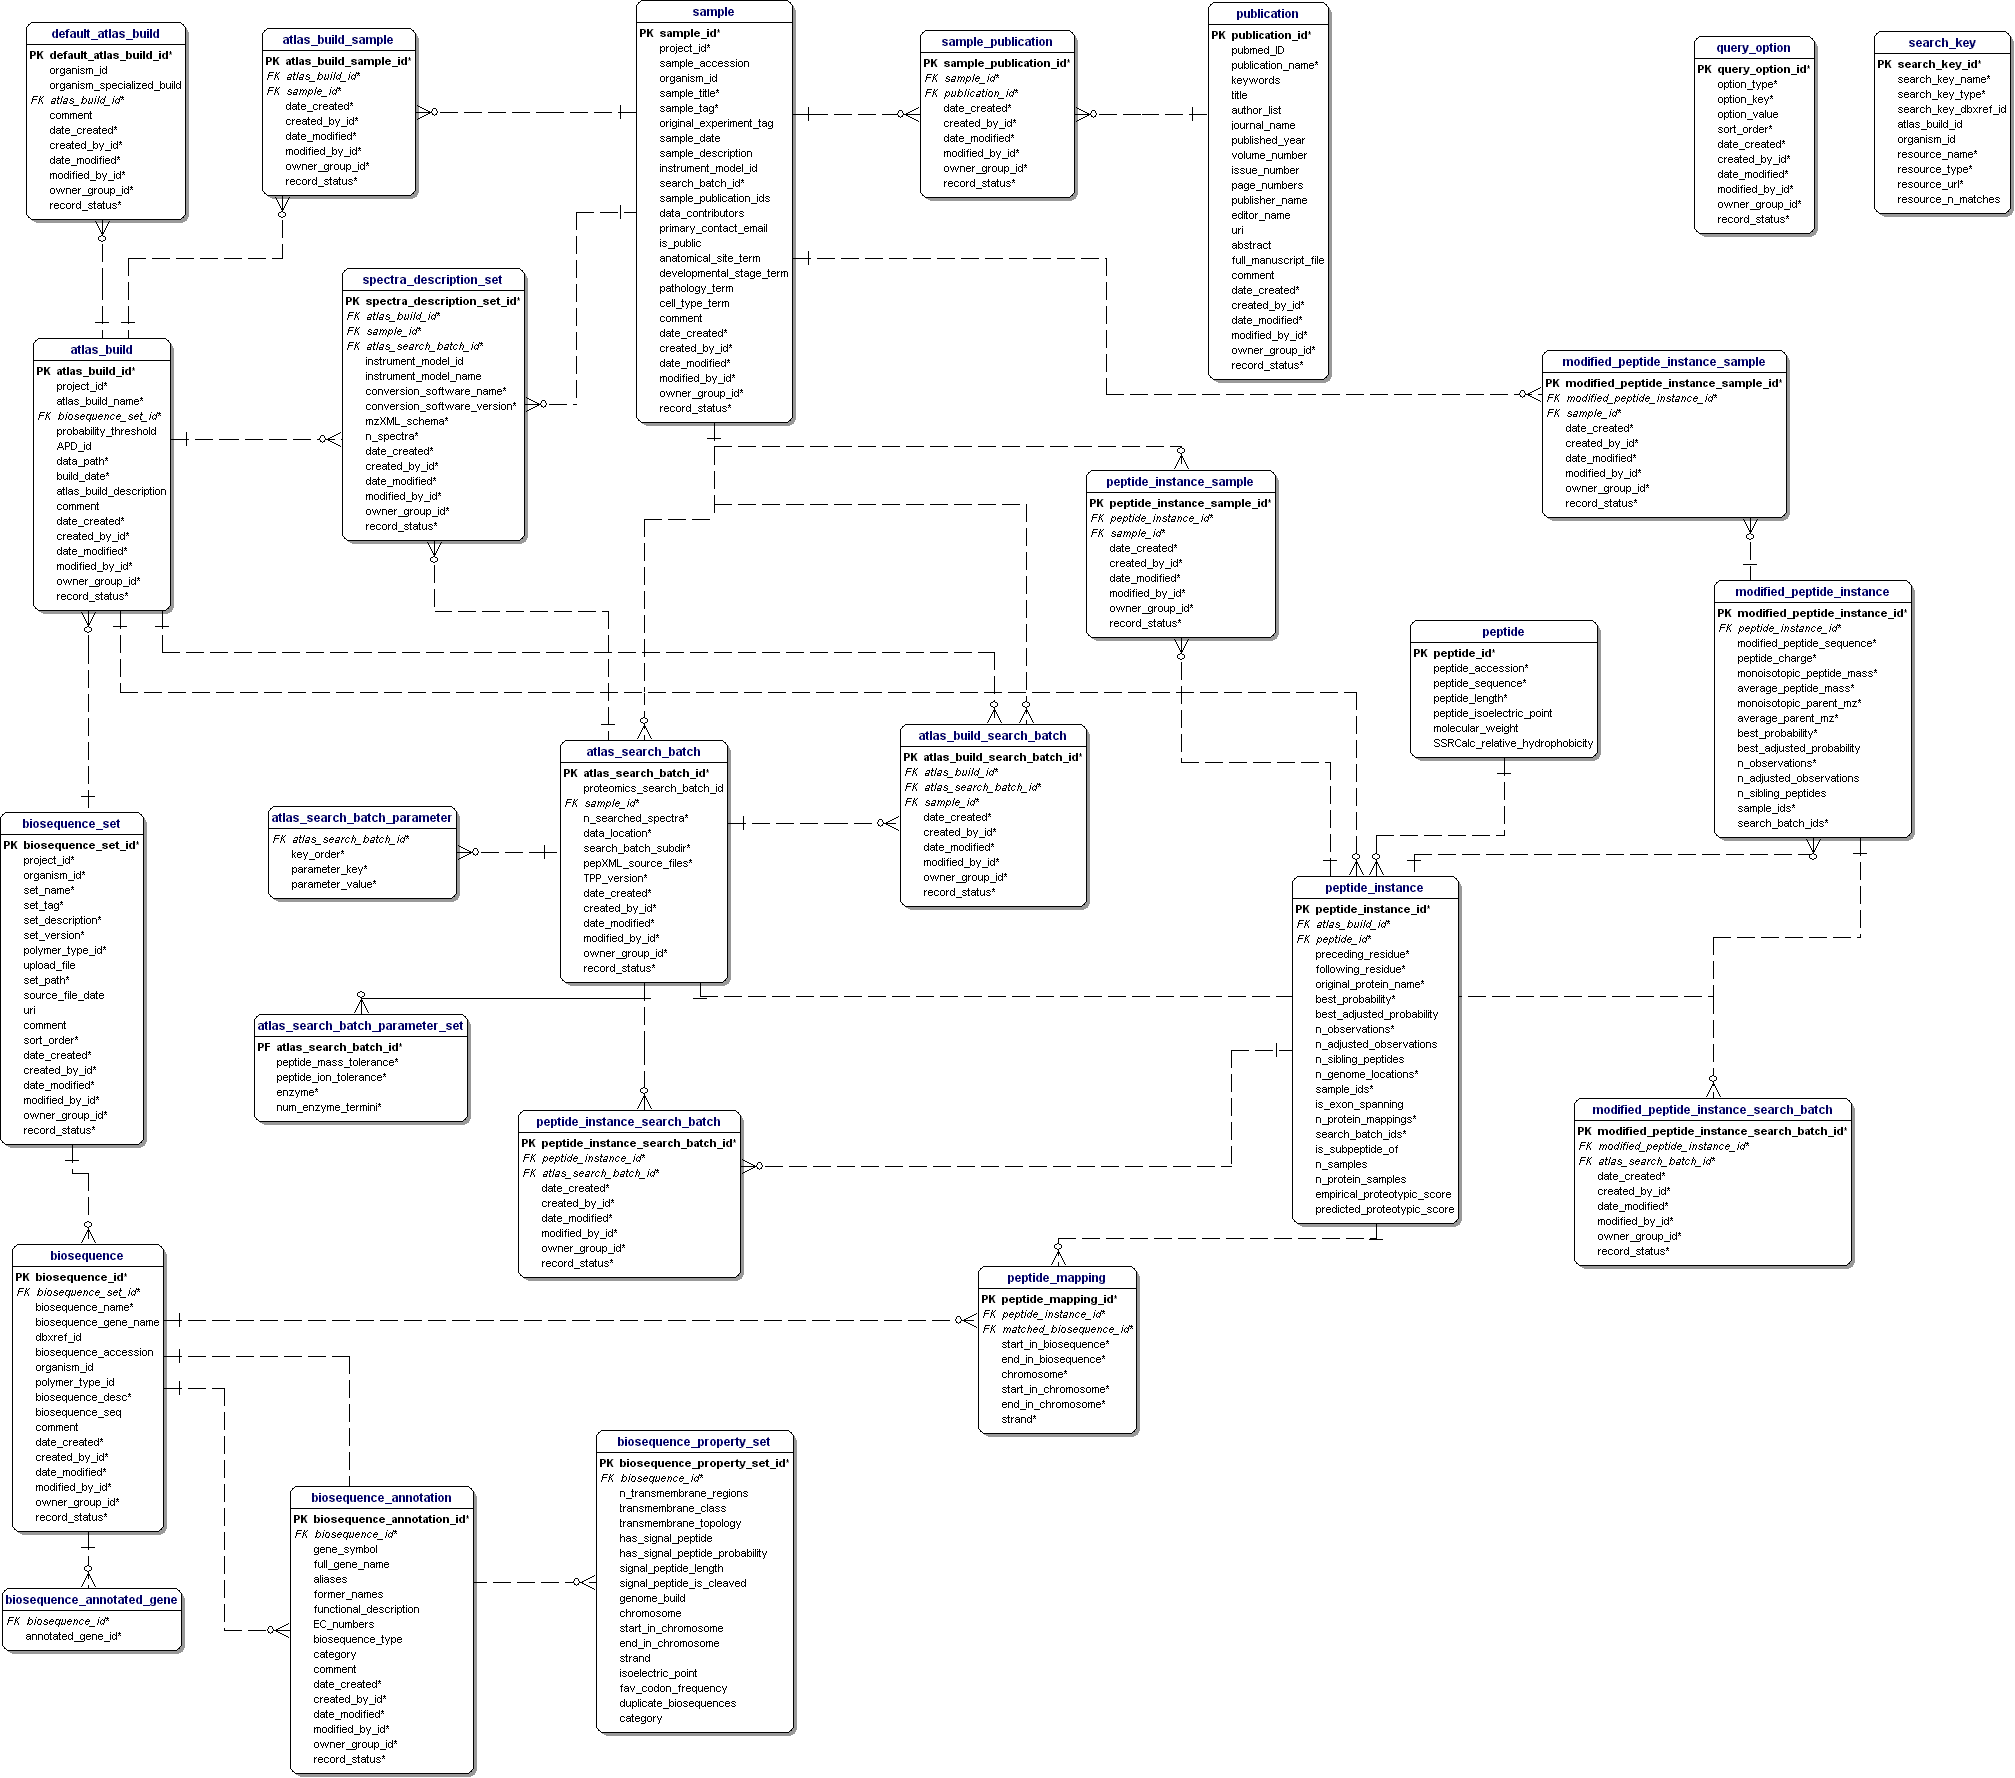 default_atlas_build
PK default_atlas_build_id*
organism_id
organism_specialized_build
FK atlas_build_id*
comment
date_created*
created_by_id*
date_modified*
modified_by_id*
owner_group_id*
record_status*
atlas_build_sample
PK atlas_build_sample_id*
FK atlas_build_id*
FK sample_id*
date_created*
created_by_id*
date_modified*
modified_by_id*
owner_group_id*
record_status*
sample
PK sample_id*
project_id*
sample_accession
organism_id
sample_title*
sample_tag*
original_experiment_tag
sample_date
sample_description
instrument_model_id
search_batch_id*
sample_publication_ids
data_contributors
primary_contact_email
is_public
anatomical_site_term
developmental_stage_term
pathology_term
cell_type_term
comment
date_created*
created_by_id*
date_modified*
modified_by_id*
owner_group_id*
record_status*
sample_publication
PK sample_publication_id*
FK sample_id*
FK publication_id*
date_created*
created_by_id*
date_modified*
modified_by_id*
owner_group_id*
record_status*
publication
PK publication_id*
pubmed_ID
publication_name*
keywords
title
author_list
journal_name
published_year
volume_number
issue_number
page_numbers
publisher_name
editor_name
uri
abstract
full_manuscript_file
comment
date_created*
created_by_id*
date_modified*
modified_by_id*
owner_group_id*
record_status*
query_option
PK query_option_id*
option_type*
option_key*
option_value
sort_order*
date_created*
created_by_id*
date_modified*
modified_by_id*
owner_group_id*
record_status*
search_key
PK search_key_id*
search_key_name*
search_key_type*
search_key_dbxref_id
atlas_build_id
organism_id
resource_name*
resource_type*
resource_url*
resource_n_matches
spectra_description_set
PK spectra_description_set_id*
FK atlas_build_id*
FK sample_id*
FK atlas_search_batch_id*
instrument_model_id
instrument_model_name
conversion_software_name*
conversion_software_version*
mzXML_schema*
n_spectra*
date_created*
created_by_id*
date_modified*
modified_by_id*
owner_group_id*
record_status*
atlas_build
PK atlas_build_id*
project_id*
atlas_build_name*
FK biosequence_set_id*
probability_threshold
APD_id
data_path*
build_date*
atlas_build_description
comment
date_created*
created_by_id*
date_modified*
modified_by_id*
owner_group_id*
record_status*
modified_peptide_instance_sample
PK modified_peptide_instance_sample_id*
FK modified_peptide_instance_id*
FK sample_id*
date_created*
created_by_id*
date_modified*
modified_by_id*
owner_group_id*
record_status*
peptide_instance_sample
PK peptide_instance_sample_id*
FK peptide_instance_id*
FK sample_id*
date_created*
created_by_id*
date_modified*
modified_by_id*
owner_group_id*
record_status*
modified_peptide_instance
PK modified_peptide_instance_id*
FK peptide_instance_id*
modified_peptide_sequence*
peptide_charge*
monoisotopic_peptide_mass*
average_peptide_mass*
monoisotopic_parent_mz*
average_parent_mz*
best_probability*
best_adjusted_probability
n_observations*
n_adjusted_observations
n_sibling_peptides
sample_ids*
search_batch_ids*
peptide
PK peptide_id*
peptide_accession*
peptide_sequence*
peptide_length*
peptide_isoelectric_point
molecular_weight
SSRCalc_relative_hydrophobicity
atlas_search_batch
PK atlas_search_batch_id*
proteomics_search_batch_id
FK sample_id*
n_searched_spectra*
data_location*
search_batch_subdir*
pepXML_source_files*
TPP_version*
date_created*
created_by_id*
date_modified*
modified_by_id*
owner_group_id*
record_status*
atlas_build_search_batch
PK atlas_build_search_batch_id*
FK atlas_build_id*
FK atlas_search_batch_id*
FK sample_id*
date_created*
created_by_id*
date_modified*
modified_by_id*
owner_group_id*
record_status*
atlas_search_batch_parameter
FK atlas_search_batch_id*
key_order*
parameter_key*
parameter_value*
biosequence_set
PK biosequence_set_id*
project_id*
organism_id*
set_name*
set_tag*
set_description*
set_version*
polymer_type_id*
upload_file
set_path*
source_file_date
uri
comment
sort_order*
date_created*
created_by_id*
date_modified*
modified_by_id*
owner_group_id*
record_status*
peptide_instance
PK peptide_instance_id*
FK atlas_build_id*
FK peptide_id*
preceding_residue*
following_residue*
original_protein_name*
best_probability*
best_adjusted_probability
n_observations*
n_adjusted_observations
n_sibling_peptides
n_genome_locations*
sample_ids*
is_exon_spanning
n_protein_mappings*
search_batch_ids*
is_subpeptide_of
n_samples
n_protein_samples
empirical_proteotypic_score
predicted_proteotypic_score
atlas_search_batch_parameter_set
PF atlas_search_batch_id*
peptide_mass_tolerance*
peptide_ion_tolerance*
enzyme*
num_enzyme_termini*
peptide_instance_search_batch
PK peptide_instance_search_batch_id*
FK peptide_instance_id*
FK atlas_search_batch_id*
date_created*
created_by_id*
date_modified*
modified_by_id*
owner_group_id*
record_status*
modified_peptide_instance_search_batch
PK modified_peptide_instance_search_batch_id*
FK modified_peptide_instance_id*
FK atlas_search_batch_id*
date_created*
created_by_id*
date_modified*
modified_by_id*
owner_group_id*
record_status*
biosequence
PK biosequence_id*
FK biosequence_set_id*
biosequence_name*
biosequence_gene_name
dbxref_id
biosequence_accession
organism_id
polymer_type_id
biosequence_desc*
biosequence_seq
comment
date_created*
created_by_id*
date_modified*
modified_by_id*
owner_group_id*
record_status*
peptide_mapping
PK peptide_mapping_id*
FK peptide_instance_id*
FK matched_biosequence_id*
start_in_biosequence*
end_in_biosequence*
chromosome*
start_in_chromosome*
end_in_chromosome*
strand*
biosequence_property_set
PK biosequence_property_set_id*
FK biosequence_id*
n_transmembrane_regions
transmembrane_class
transmembrane_topology
has_signal_peptide
has_signal_peptide_probability
signal_peptide_length
signal_peptide_is_cleaved
genome_build
chromosome
start_in_chromosome
end_in_chromosome
strand
isoelectric_point
fav_codon_frequency
duplicate_biosequences
category
biosequence_annotation
PK biosequence_annotation_id*
FK biosequence_id*
gene_symbol
full_gene_name
aliases
former_names
functional_description
EC_numbers
biosequence_type
category
comment
date_created*
created_by_id*
date_modified*
modified_by_id*
owner_group_id*
record_status*
biosequence_annotated_gene
FK biosequence_id*
annotated_gene_id*